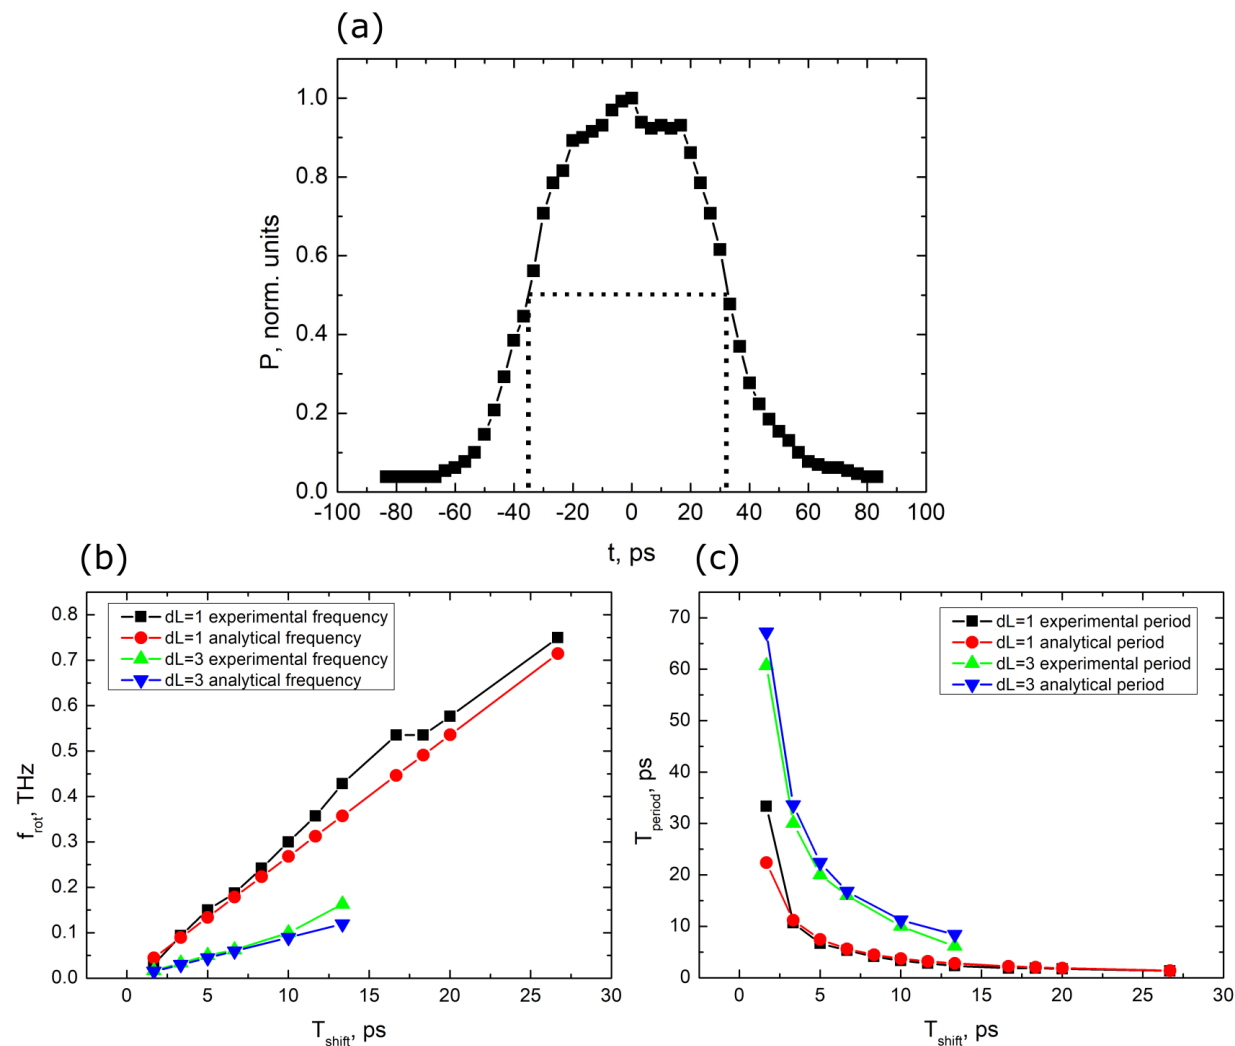 (a)
P, norm. units
1.0
0.8
0.6
0.4
0.2
0.0
-100 -80 -60 -40 -20 0 20 40 60 80 100
t, ps
(b)
f_rot, THz
0.8
0.7
0.6
0.5
0.4
0.3
0.2
0.1
0.0
dL=1 experimental frequency
dL=1 analytical frequency
dL=3 experimental frequency
dL=3 analytical frequency
0 5 10 15 20 25 30
T_shift, ps
(c)
T_period, ps
70
60
50
40
30
20
10
0
dL=1 experimental period
dL=1 analytical period
dL=3 experimental period
dL=3 analytical period
0 5 10 15 20 25 30
T_shift, ps